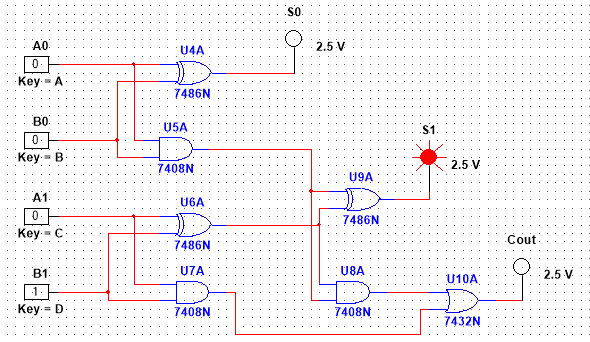 S0
2.5 V
A0
0
Key = A
U4A
7486N
B0
0
Key = B
U5A
7408N
S1
2.5 V
U9A
7486N
A1
0
Key = C
U6A
7486N
B1
1
Key = D
U7A
7408N
U8A
7408N
Cout
2.5 V
U10A
7432N